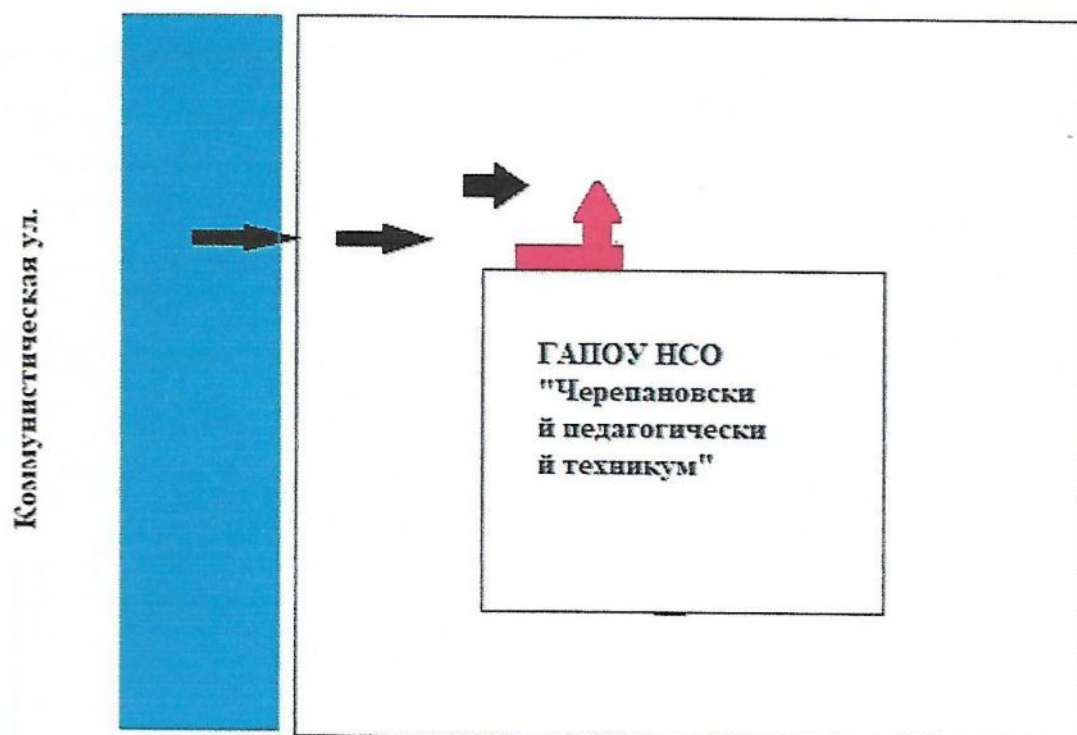 Коммунистическая ул.
ГАПОУ НСО
"Черепановски
й педагогически
й техникум"